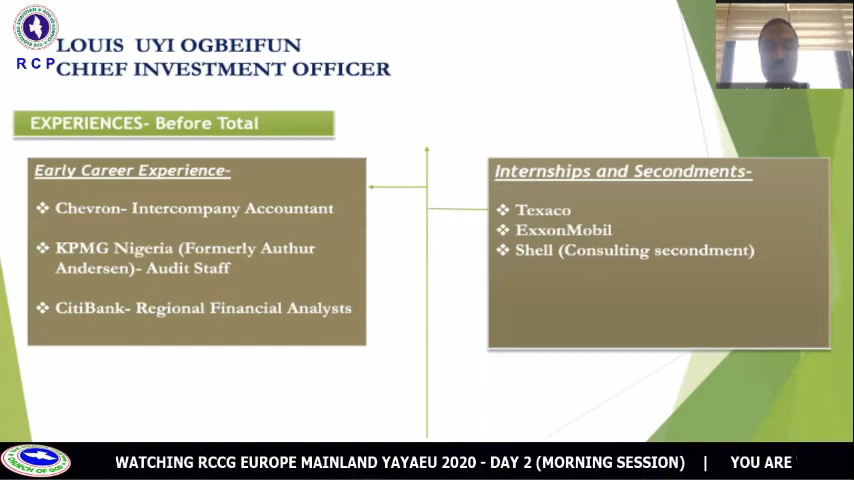 RCP
LOUIS UYI OGBEIFUN
CHIEF INVESTMENT OFFICER
EXPERIENCES- Before Total
Early Career Experience-
❖ Chevron- Intercompany Accountant
❖ KPMG Nigeria (Formerly Authur
Andersen)- Audit Staff
❖ CitiBank- Regional Financial Analysts
Internships and Secondments-
❖ Texaco
❖ ExxonMobil
❖ Shell (Consulting secondment)
WATCHING RCCG EUROPE MAINLAND YAYAEU 2020 - DAY 2 (MORNING SESSION) | YOU ARE